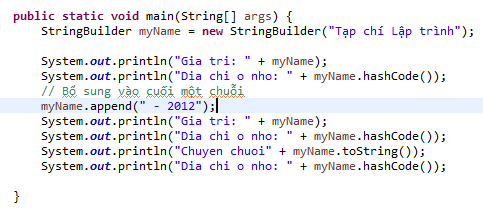 public static void main(String[] args) {
StringBuilder myName = new StringBuilder("Tạp chí Lập trình");
System.out.println("Gia tri: " + myName);
System.out.println("Dia chi o nho: " + myName.hashCode());
// Bổ sung vào cuối một chuỗi
myName.append(" - 2012");
System.out.println("Gia tri: " + myName);
System.out.println("Dia chi o nho: " + myName.hashCode());
System.out.println("Chuyen chuoi" + myName.toString());
System.out.println("Dia chi o nho: " + myName.hashCode());
}